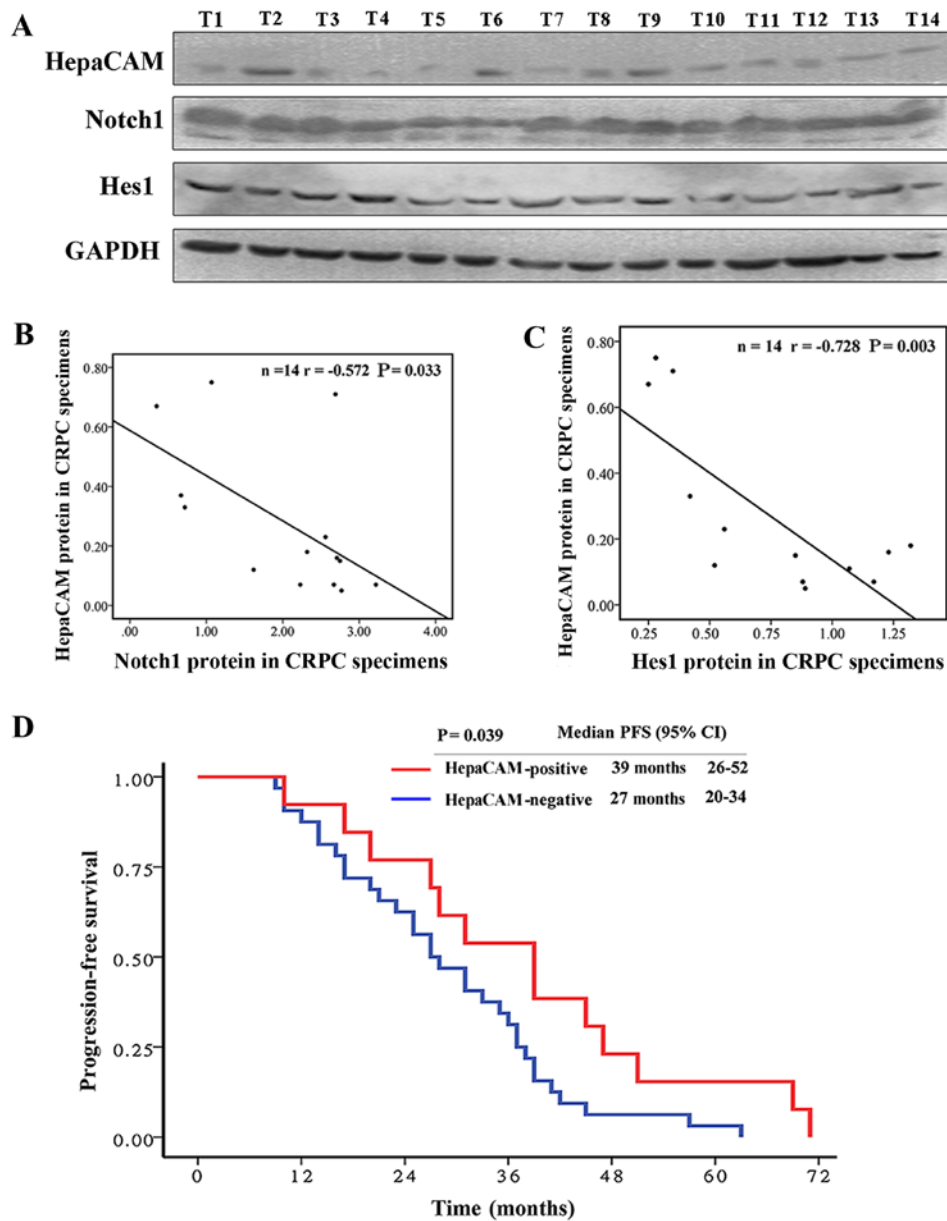 A
T1 T2 T3 T4 T5 T6 T7 T8 T9 T10 T11 T12 T13 T14
HepaCAM
Notch1
Hes1
GAPDH
B
HepaCAM protein in CRPC specimens
n =14 r = -0.572 P = 0.033
0.80
0.60
0.40
0.20
0.00
.00 1.00 2.00 3.00 4.00
Notch1 protein in CRPC specimens
C
HepaCAM protein in CRPC specimens
n = 14 r = -0.728 P = 0.003
0.80
0.60
0.40
0.20
0.00
0.25 0.50 0.75 1.00 1.25
Hes1 protein in CRPC specimens
D
P = 0.039 Median PFS (95% CI)
HepaCAM-positive 39 months 26-52
HepaCAM-negative 27 months 20-34
Progression-free survival
1.00
0.75
0.50
0.25
0.00
0 12 24 36 48 60 72
Time (months)